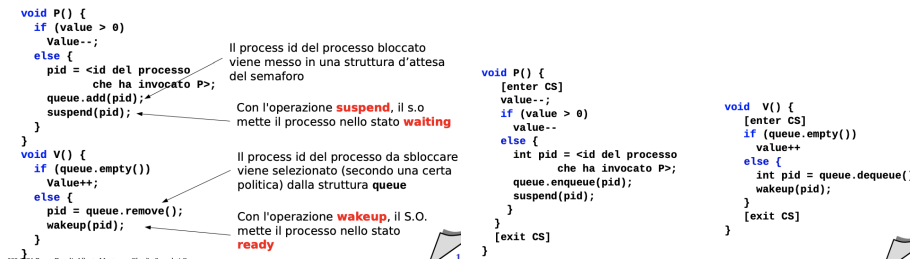 void P() {
if (value > 0)
Value--;
else {
pid = <id del processo
che ha invocato P>;
queue.add(pid);
suspend(pid);
}
}
void V() {
if (queue.empty())
Value++;
else {
pid = queue.remove();
wakeup(pid);
}
}
Il process id del processo bloccato
viene messo in una struttura d'attesa
del semaforo
Con l'operazione suspend, il s.o
mette il processo nello stato waiting
Il process id del processo da sbloccare
viene selezionato (secondo una certa
politica) dalla struttura queue
Con l'operazione wakeup, il S.O.
mette il processo nello stato
ready
1
void P() {
[enter CS]
value--;
if (value > 0)
value--
else {
int pid = <id del processo
che ha invocato P>;
queue.enqueue(pid);
suspend(pid);
}
}
[exit CS]
}
void V() {
[enter CS]
if (queue.empty())
value++
else {
int pid = queue.dequeue(
wakeup(pid);
}
[exit CS]
}